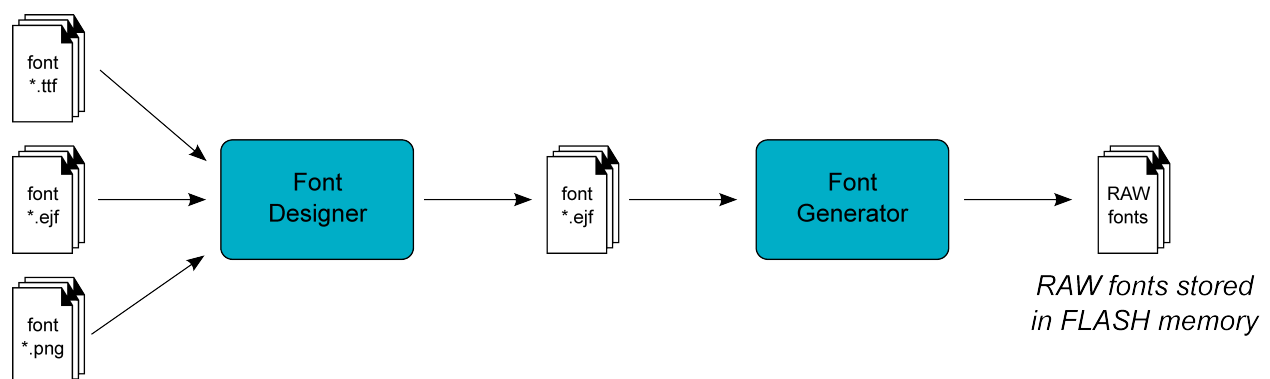 font
*.ttf
font
*.ejf
font
*.png
Font
Designer
font
*.ejf
Font
Generator
RAW
fonts
RAW fonts stored
in FLASH memory